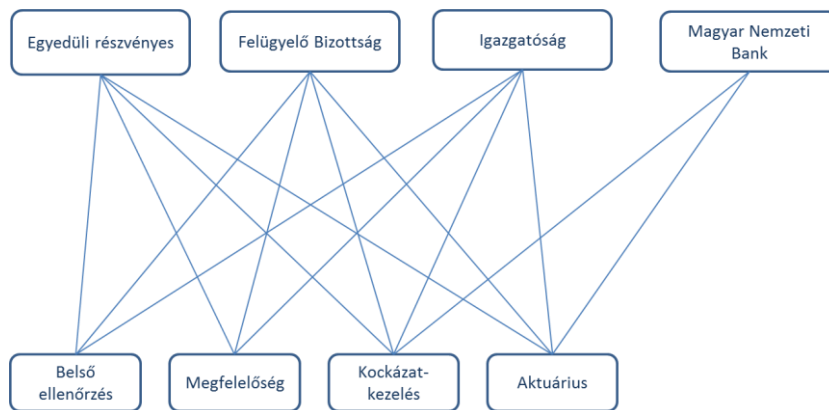 Egyedüli részvényes
Felügyelő Bizottság
Igazgatóság
Magyar Nemzeti
Bank
Belső
ellenőrzés
Megfelelőség
Kockázat-
kezelés
Aktuárius